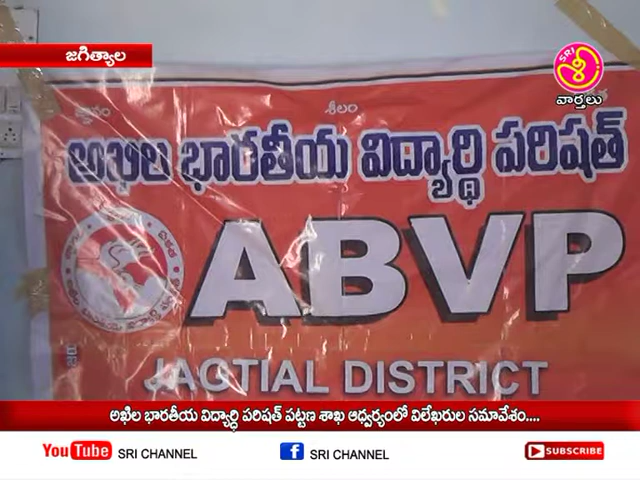 జగిత్యాల
SRI
శ్రీ
వార్తలు
శీలం
అఖిల భారతీయ విద్యార్థి పరిషత్
ABVP
JAGTIAL DISTRICT
అఖిల భారతీయ విద్యార్థి పరిషత్ పట్టణ శాఖ ఆధ్వర్యంలో విలేఖరుల సమావేశం....
YouTube SRI CHANNEL
f SRI CHANNEL
SUBSCRIBE